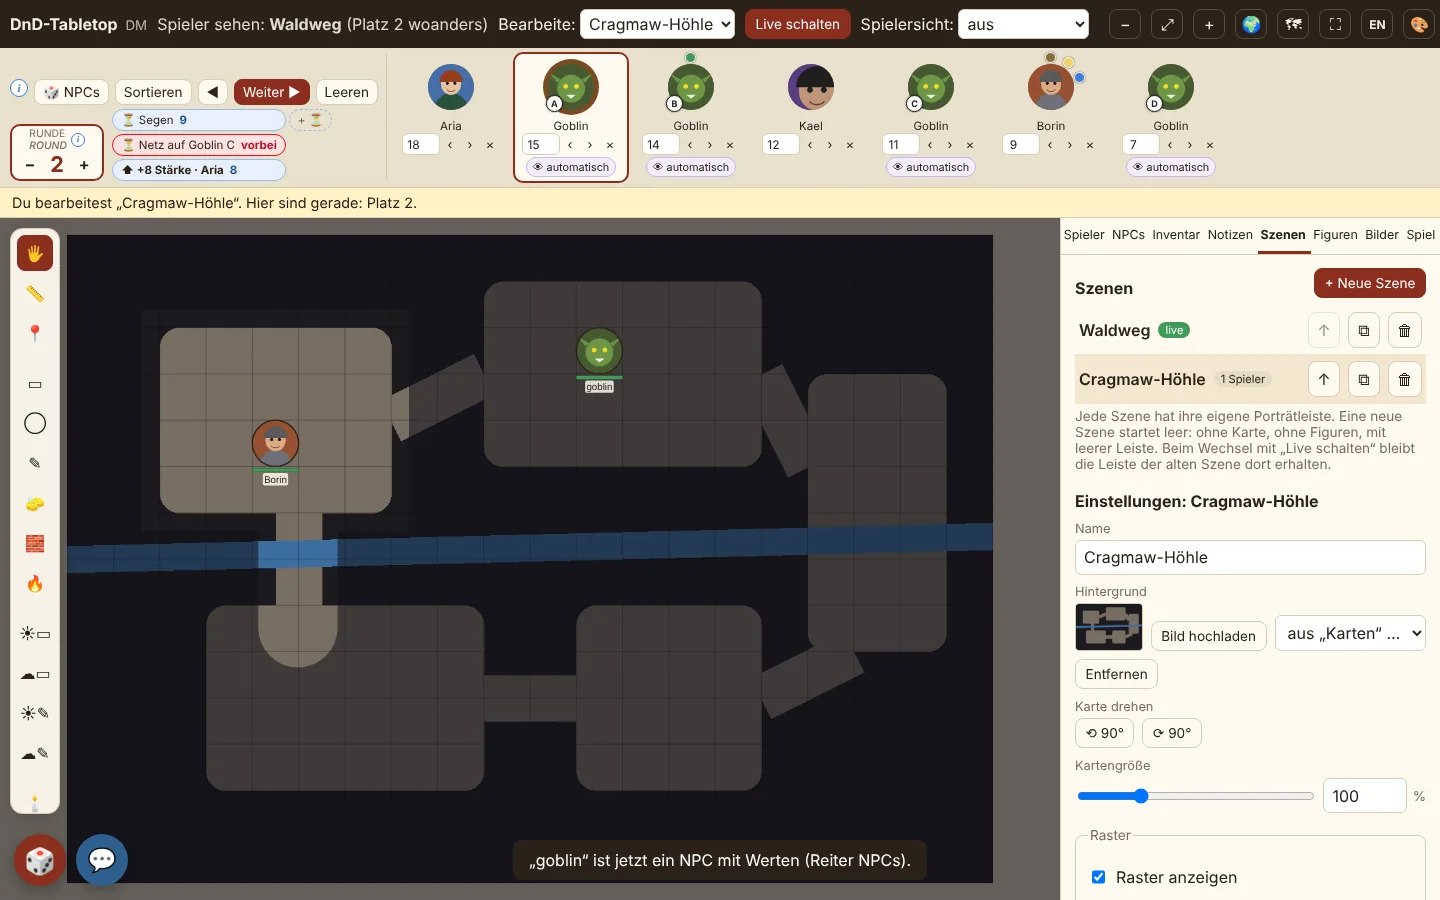 DnD-Tabletop DM Spieler sehen: Waldweg (Platz 2 woanders) Bearbeite: Cragmaw-Höhle Live schalten Spielersicht: aus − ⤢ + EN
i NPCs Sortieren ◀ Weiter ▶ Leeren
RUNDE
ROUND i
− 2 +
Segen 9 +
Netz auf Goblin C vorbei
+8 Stärke · Aria 8
Aria
18 ‹ › ×
A
Goblin
15 ‹ › ×
automatisch
B
Goblin
14 ‹ › ×
automatisch
Kael
12 ‹ › ×
C
Goblin
11 ‹ › ×
automatisch
Borin
9 ‹ › ×
D
Goblin
7 ‹ › ×
automatisch
Du bearbeitest „Cragmaw-Höhle“. Hier sind gerade: Platz 2.
goblin
Borin
„goblin“ ist jetzt ein NPC mit Werten (Reiter NPCs).
Spieler NPCs Inventar Notizen Szenen Figuren Bilder Spiel
Szenen + Neue Szene
Waldweg live ↑
Cragmaw-Höhle 1 Spieler ↑
Jede Szene hat ihre eigene Porträtleiste. Eine neue
Szene startet leer: ohne Karte, ohne Figuren, mit
leerer Leiste. Beim Wechsel mit „Live schalten“ bleibt
die Leiste der alten Szene dort erhalten.
Einstellungen: Cragmaw-Höhle
Name
Cragmaw-Höhle
Hintergrund
Bild hochladen aus „Karten“ ...
Entfernen
Karte drehen
⟲ 90° ⟳ 90°
Kartengröße
100 %
Raster
Raster anzeigen